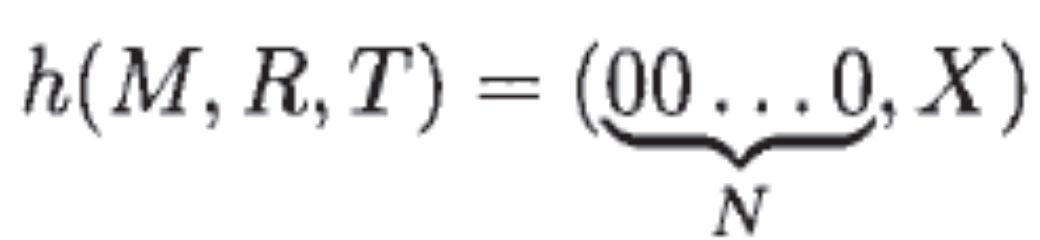 h(M, R, T) = (00...0, X)
N